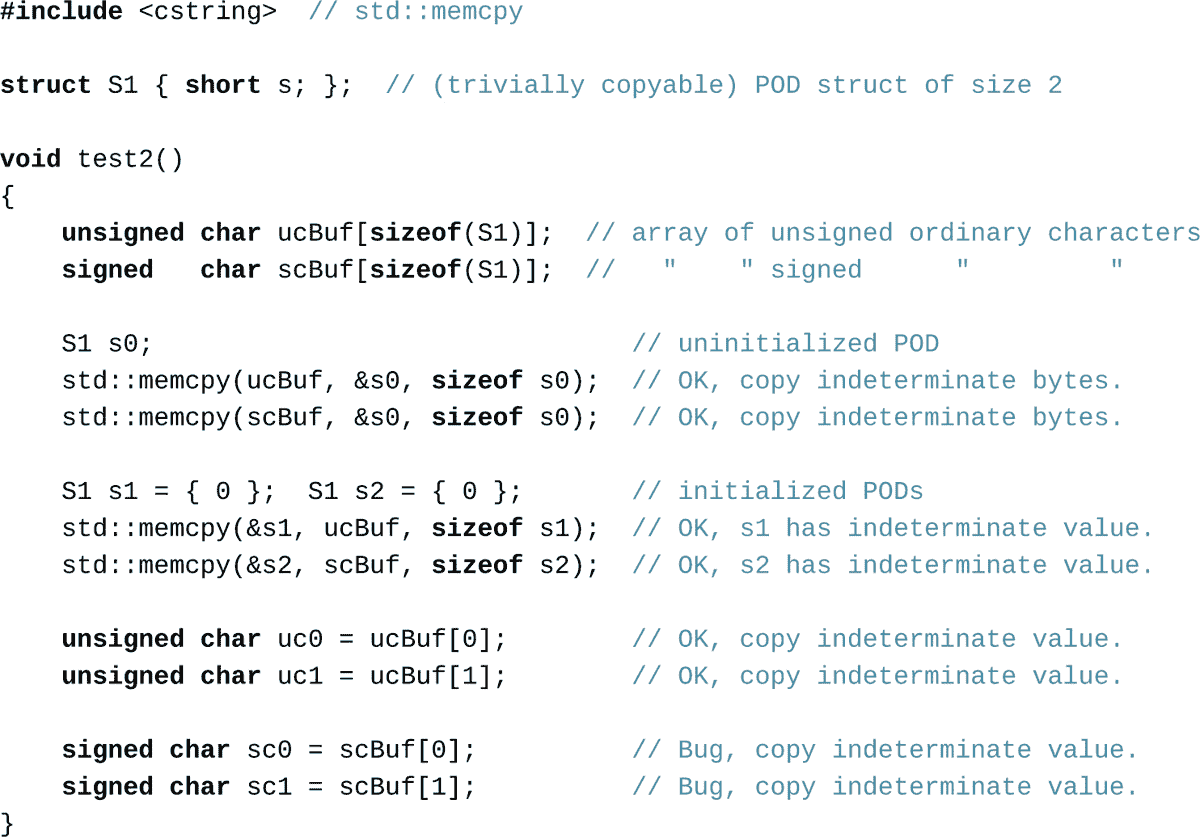 #include <cstring>  // std::memcpy

struct S1 { short s; };  // (trivially copyable) POD struct of size 2

void test2()
{
    unsigned char ucBuf[sizeof(S1)];  // array of unsigned ordinary characters
    signed   char scBuf[sizeof(S1)];  //   "    " signed      "         "

    S1 s0;                               // uninitialized POD
    std::memcpy(ucBuf, &s0, sizeof s0);  // OK, copy indeterminate bytes.
    std::memcpy(scBuf, &s0, sizeof s0);  // OK, copy indeterminate bytes.

    S1 s1 = { 0 };  S1 s2 = { 0 };       // initialized PODs
    std::memcpy(&s1, ucBuf, sizeof s1);  // OK, s1 has indeterminate value.
    std::memcpy(&s2, scBuf, sizeof s2);  // OK, s2 has indeterminate value.

    unsigned char uc0 = ucBuf[0];        // OK, copy indeterminate value.
    unsigned char uc1 = ucBuf[1];        // OK, copy indeterminate value.

    signed char sc0 = scBuf[0];          // Bug, copy indeterminate value.
    signed char sc1 = scBuf[1];          // Bug, copy indeterminate value.
}